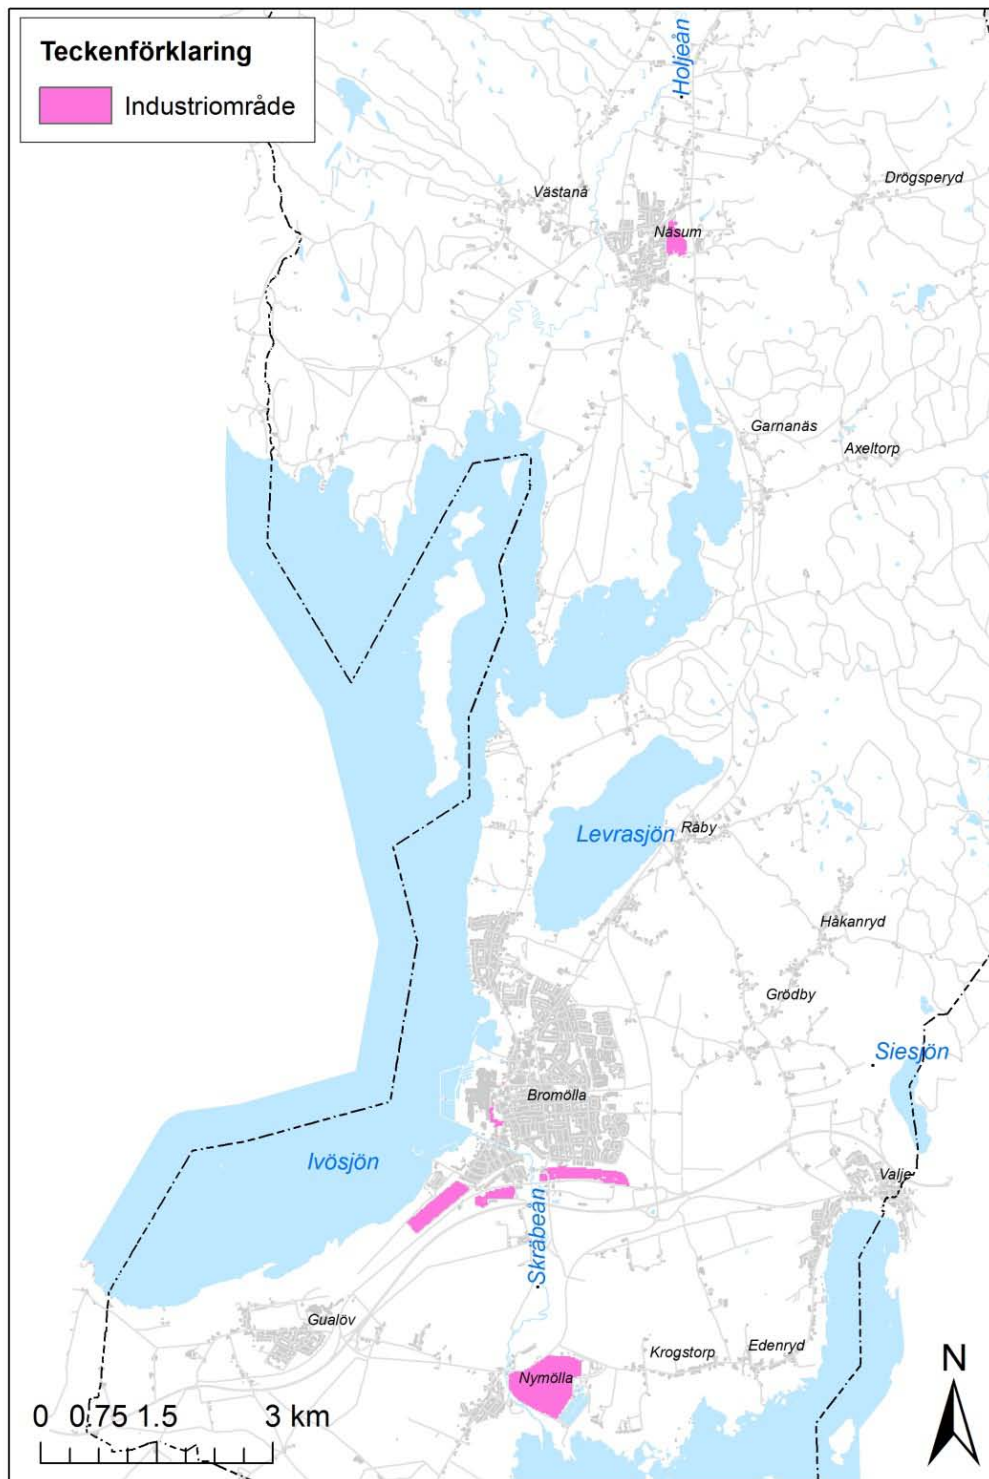 Teckenförklaring
Industriområde
Holjeån
Drögsperyd
Västanå
Näsum
Garnanäs
Axeltorp
Levrasjön
Råby
Håkanryd
Grödby
Siesjön
Bromölla
Ivösjön
Valje
Skräbeån
Gualöv
Krogstorp
Edenryd
Nymölla
N
0 0.75 1.5 3 km